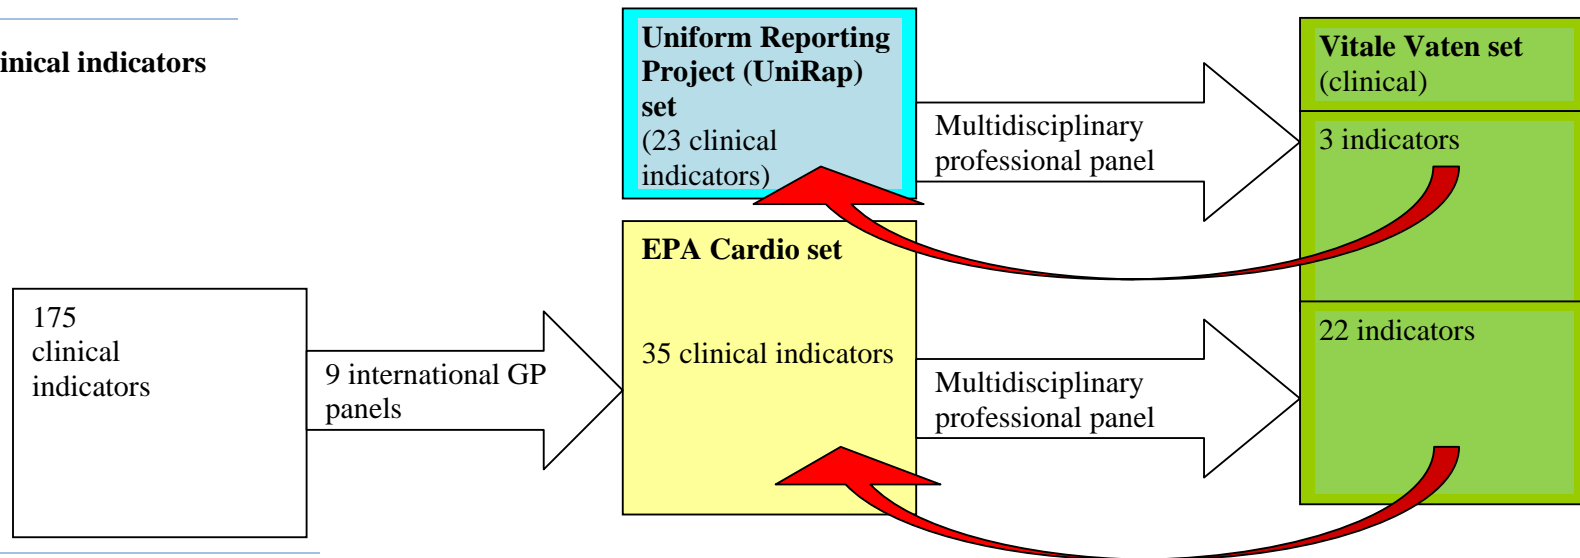 inical indicators
Uniform Reporting
Project (UniRap)
set
(23 clinical
indicators)
Multidisciplinary
professional panel
Vitale Vaten set
(clinical)
3 indicators
175
clinical
indicators
9 international GP
panels
EPA Cardio set
35 clinical indicators
Multidisciplinary
professional panel
22 indicators